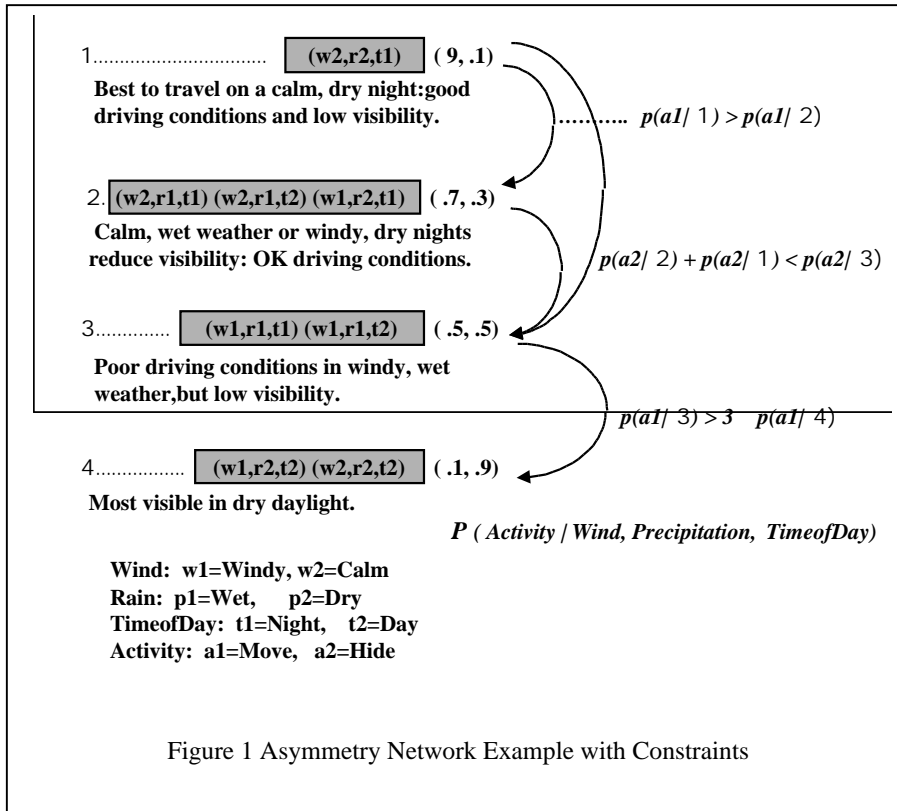 1................................. (w2,r2,t1) ( 9, .1)
Best to travel on a calm, dry night:good
driving conditions and low visibility.
........... p(a1/ 1) > p(a1/ 2)
2. (w2,r1,t1) (w2,r1,t2) (w1,r2,t1) ( .7, .3)
Calm, wet weather or windy, dry nights
reduce visibility: OK driving conditions.
p(a2/ 2) + p(a2/ 1) < p(a2/ 3)
3.............. (w1,r1,t1) (w1,r1,t2) ( .5, .5)
Poor driving conditions in windy, wet
weather,but low visibility.
p(a1/ 3) > 3 p(a1/ 4)
4................. (w1,r2,t2) (w2,r2,t2) ( .1, .9)
Most visible in dry daylight.
P ( Activity / Wind, Precipitation, TimeofDay)
Wind: w1=Windy, w2=Calm
Rain: p1=Wet, p2=Dry
TimeofDay: t1=Night, t2=Day
Activity: a1=Move, a2=Hide
Figure 1 Asymmetry Network Example with Constraints